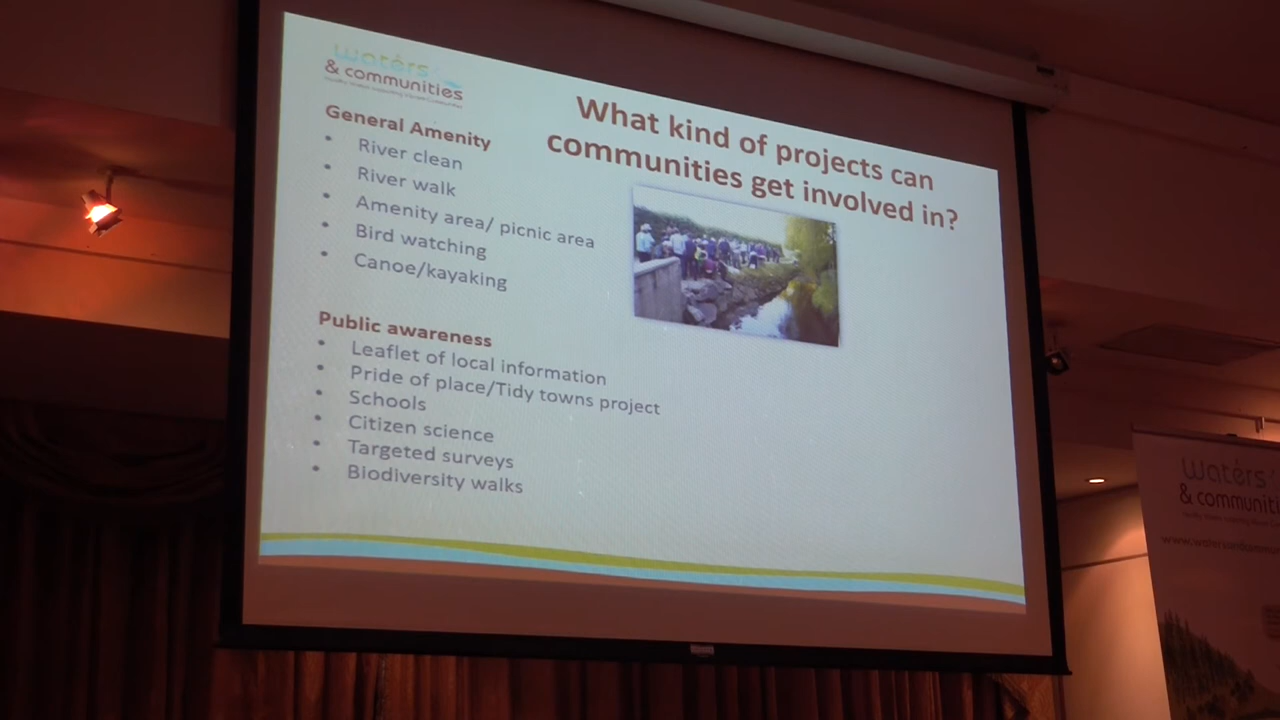 waters
& communities
What kind of projects can
communities get involved in?
General Amenity
• River clean
• River walk
• Amenity area/ picnic area
• Bird watching
• Canoe/kayaking
Public awareness
• Leaflet of local information
• Pride of place/Tidy towns project
• Schools
• Citizen science
• Targeted surveys
• Biodiversity walks
waters
& communit